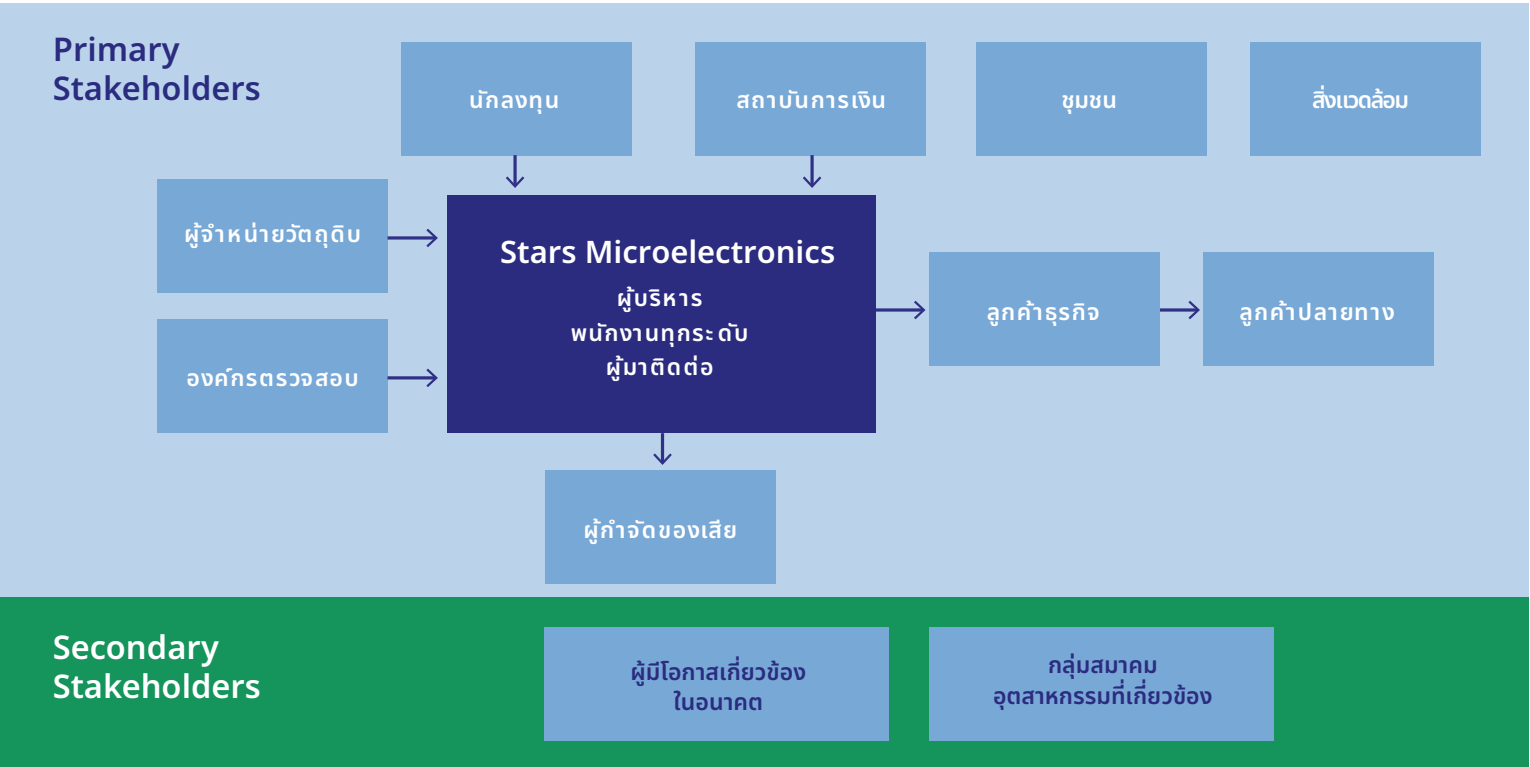 Primary
Stakeholders
นักลงทุน
สถาบันการเงิน
ชุมชน
สิ่งแวดล้อม
ผู้จำหน่ายวัตถุดิบ
องค์กรตรวจสอบ
Stars Microelectronics
ผู้บริหาร
พนักงานทุกระดับ
ผู้มาติดต่อ
ลูกค้าธุรกิจ
ลูกค้าปลายทาง
ผู้กำจัดของเสีย
Secondary
Stakeholders
ผู้มีโอกาสเกี่ยวข้อง
ในอนาคต
กลุ่มสมาคม
อุตสาหกรรมที่เกี่ยวข้อง